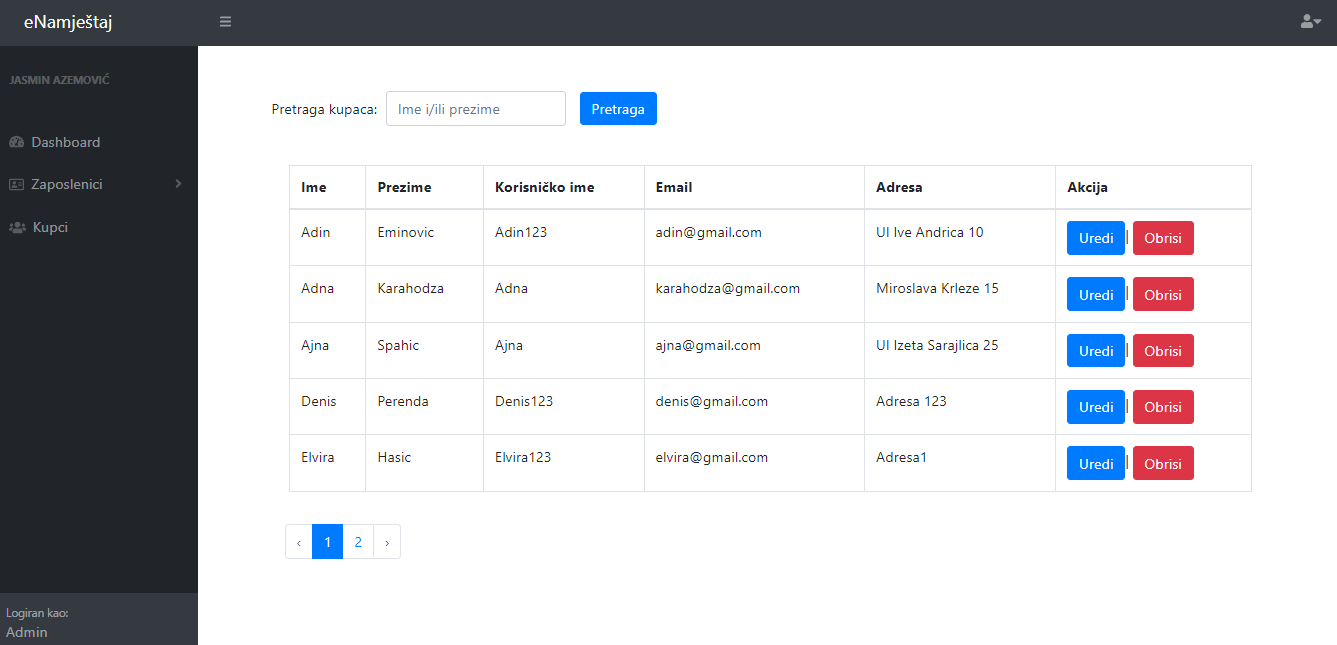 eNamještaj
JASMIN AZEMOVIĆ
Dashboard
Zaposlenici
Kupci
Logiran kao:
Admin
Pretraga kupaca: Ime i/ili prezime Pretraga
Ime Prezime Korisničko ime Email Adresa Akcija
Adin Eminovic Adin123 adin@gmail.com Ul Ive Andrica 10 Uredi | Obrisi
Adna Karahodza Adna karahodza@gmail.com Miroslava Krleze 15 Uredi | Obrisi
Ajna Spahic Ajna ajna@gmail.com Ul Izeta Sarajlica 25 Uredi | Obrisi
Denis Perenda Denis123 denis@gmail.com Adresa 123 Uredi | Obrisi
Elvira Hasic Elvira123 elvira@gmail.com Adresa1 Uredi | Obrisi
‹ 1 2 ›